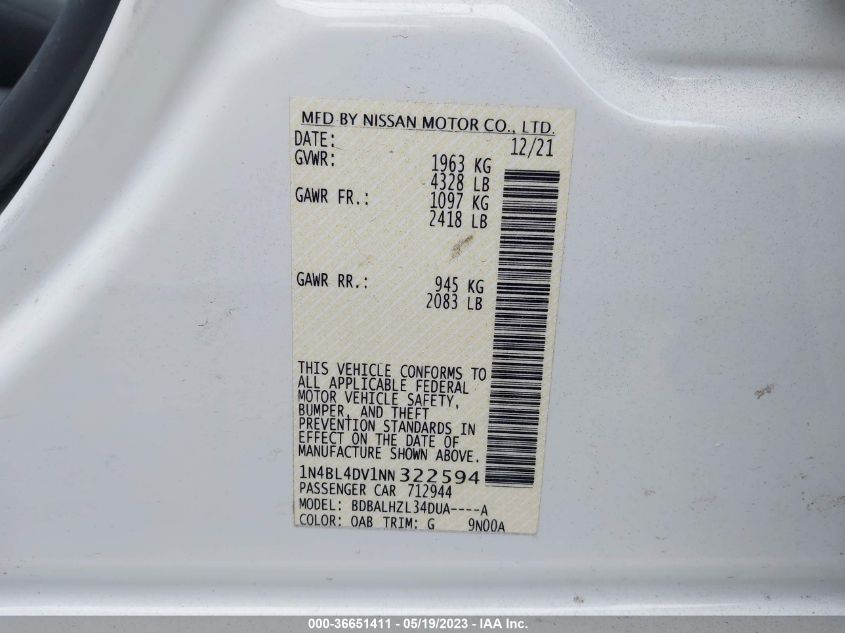 MFD BY NISSAN MOTOR CO., LTD.
DATE: 12/21
GVWR: 1963 KG
4328 LB
GAWR FR.: 1097 KG
2418 LB
GAWR RR.: 945 KG
2083 LB
THIS VEHICLE CONFORMS TO
ALL APPLICABLE FEDERAL
MOTOR VEHICLE SAFETY,
BUMPER, AND THEFT
PREVENTION STANDARDS IN
EFFECT ON THE DATE OF
MANUFACTURE SHOWN ABOVE.
1N4BL4DV1NN322594
PASSENGER CAR 712944
MODEL: BDBALHZL34DUA----A
COLOR: QAB TRIM: G 9N00A
000-36651411 - 05/19/2023 - IAA Inc.